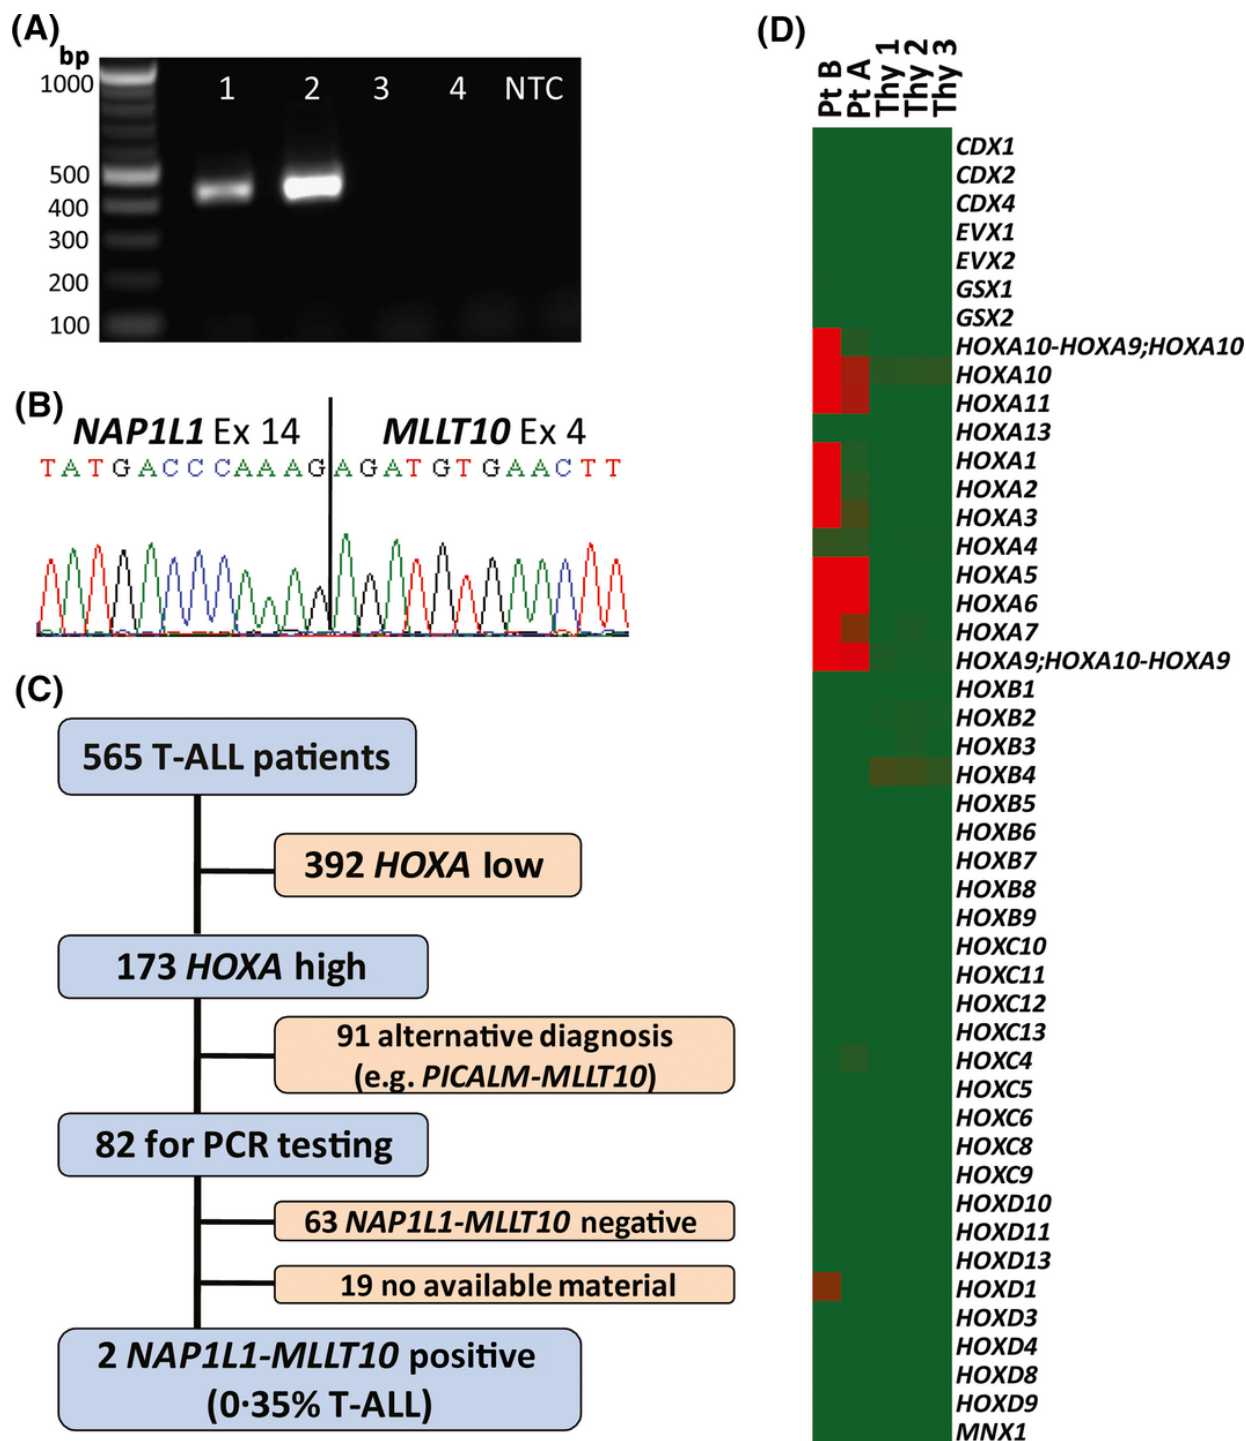 (A)
bp
1000
500
400
300
200
100
1 2 3 4 NTC
(B)
NAP1L1 Ex 14 MLLT10 Ex 4
TATGACCCAAAGAGATGTGAACTT
(C)
565 T-ALL patients
392 HOXA low
173 HOXA high
91 alternative diagnosis
(e.g. PICALM-MLLT10)
82 for PCR testing
63 NAP1L1-MLLT10 negative
19 no available material
2 NAP1L1-MLLT10 positive
(0·35% T-ALL)
(D)
Pt B
Pt A
Thy 1
Thy 2
Thy 3
CDX1
CDX2
CDX4
EVX1
EVX2
GSX1
GSX2
HOXA10-HOXA9;HOXA10
HOXA10
HOXA11
HOXA13
HOXA1
HOXA2
HOXA3
HOXA4
HOXA5
HOXA6
HOXA7
HOXA9;HOXA10-HOXA9
HOXB1
HOXB2
HOXB3
HOXB4
HOXB5
HOXB6
HOXB7
HOXB8
HOXB9
HOXC10
HOXC11
HOXC12
HOXC13
HOXC4
HOXC5
HOXC6
HOXC8
HOXC9
HOXD10
HOXD11
HOXD13
HOXD1
HOXD3
HOXD4
HOXD8
HOXD9
MNX1